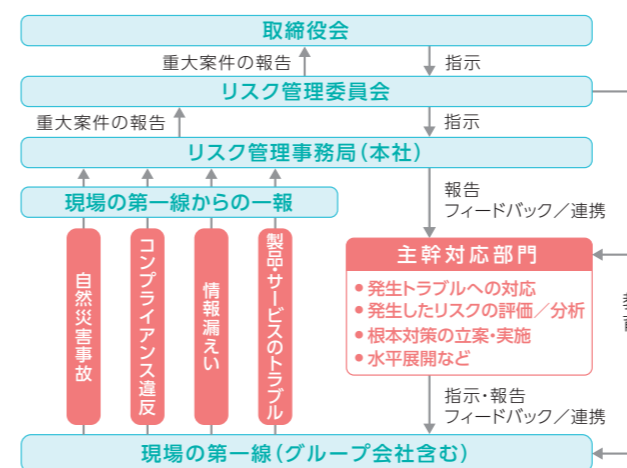 取締役会
重大案件の報告
指示
リスク管理委員会
重大案件の報告
指示
リスク管理事務局（本社）
現場の第一線からの一報
報告
フィードバック／連携
自然災害事故
コンプライアンス違反
情報漏えい
製品・サービスのトラブル
主幹対応部門
● 発生トラブルへの対応
● 発生したリスクの評価／分析
● 根本対策の立案・実施
● 水平展開など
指示・報告
フィードバック／連携
現場の第一線（グループ会社含む）